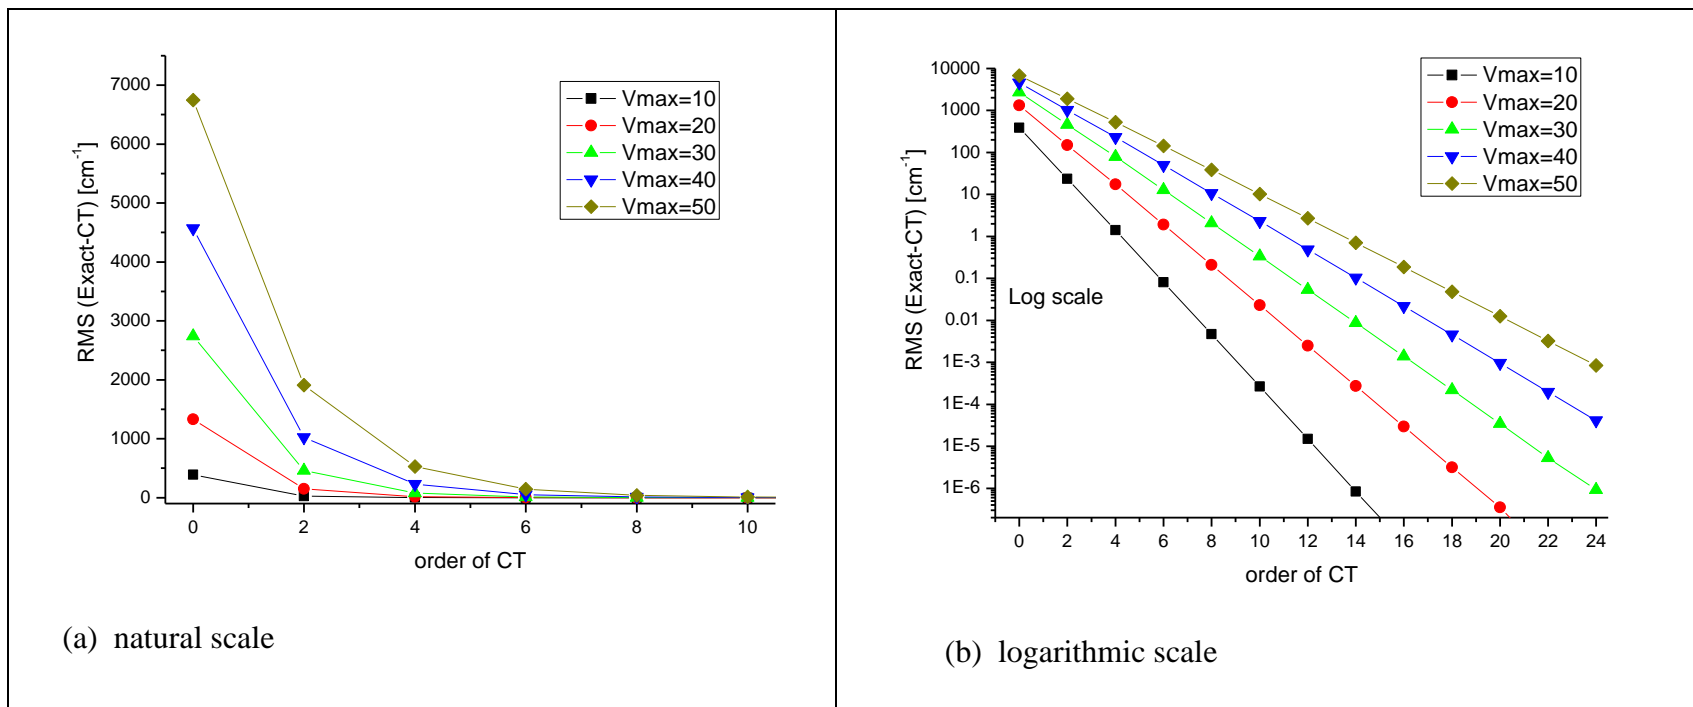 7000
6000
5000
4000
3000
2000
1000
0
RMS (Exact-CT) [cm⁻¹]
Vmax=10
Vmax=20
Vmax=30
Vmax=40
Vmax=50
0 2 4 6 8 10
order of CT
(a) natural scale
10000
1000
100
10
1
0.1
0.01
1E-3
1E-4
1E-5
1E-6
RMS (Exact-CT) [cm⁻¹]
Vmax=10
Vmax=20
Vmax=30
Vmax=40
Vmax=50
Log scale
0 2 4 6 8 10 12 14 16 18 20 22 24
order of CT
(b) logarithmic scale